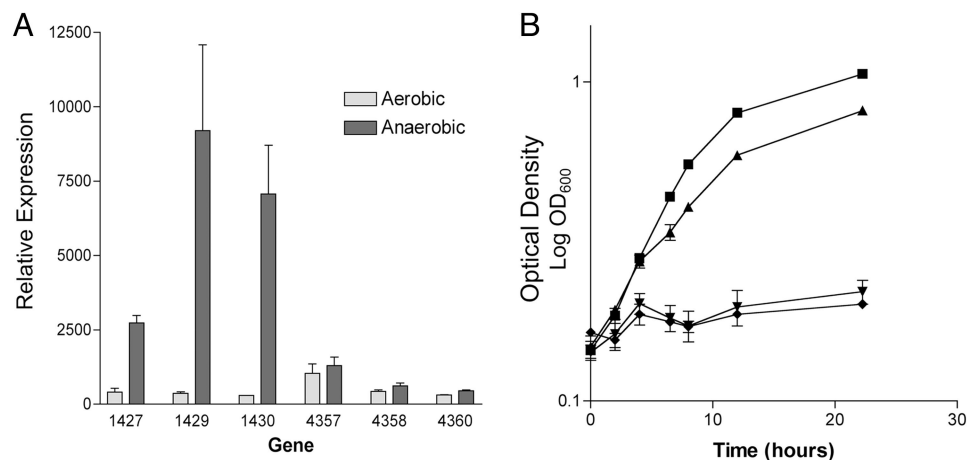 A
12500
10000
7500
5000
2500
0
Relative Expression
Aerobic
Anaerobic
1427 1429 1430 4357 4358 4360
Gene
B
1
0.1
Optical Density
Log OD600
0 10 20 30
Time (hours)